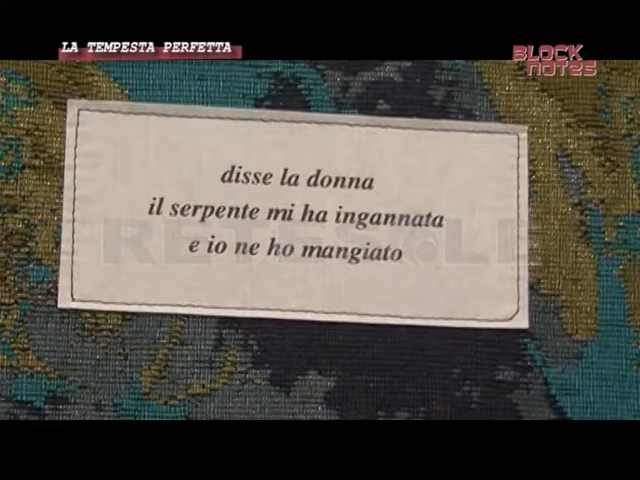 LA TEMPESTA PERFETTA
BLOCK
NOTES
disse la donna
il serpente mi ha ingannata
e io ne ho mangiato